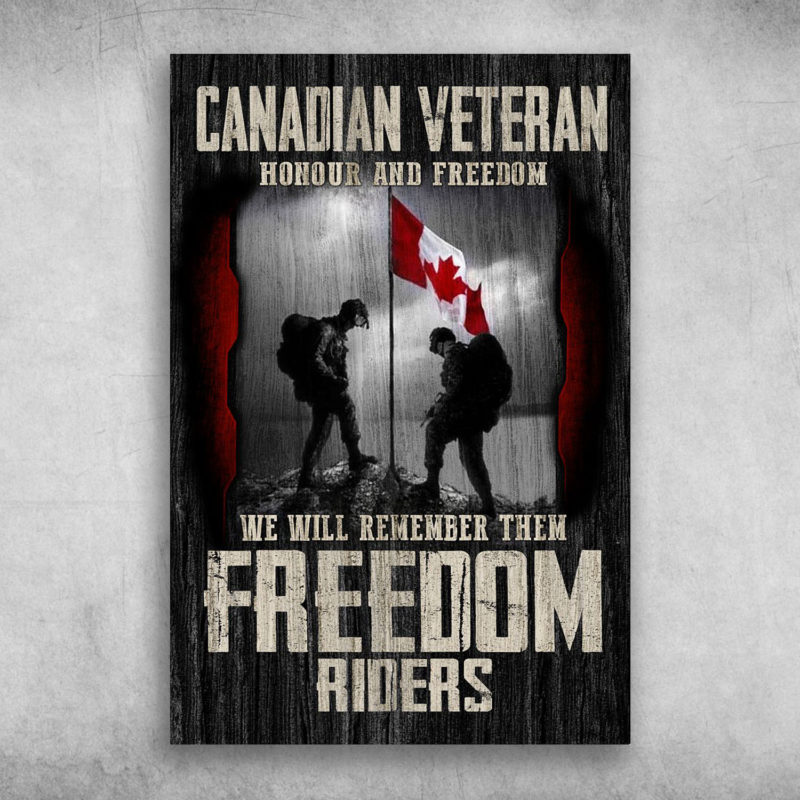 CANADIAN VETERAN
HONOUR AND FREEDOM
WE WILL REMEMBER THEM
FREEDOM
RIDERS